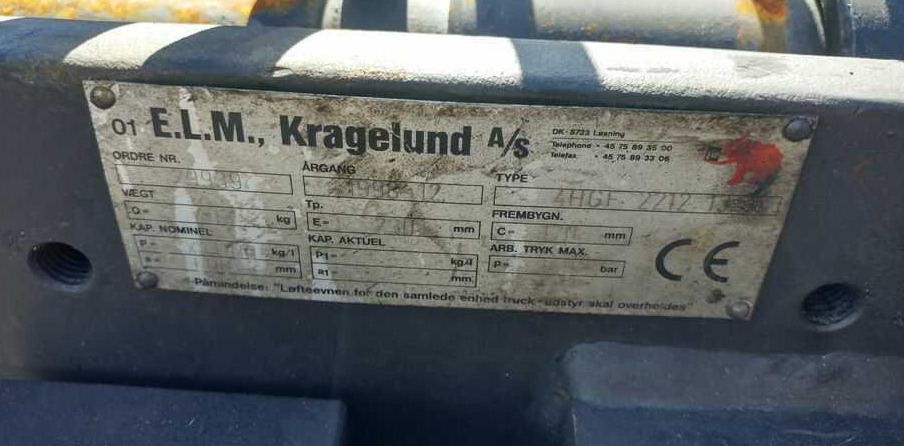 01 E.L.M., Kragelund A/S
DK-8723 Løsning
Telephone • 45 75 89 35 00
Telefax • 45 75 89 33 06
ORDRE NR.
ÅRGANG
TYPE
VÆGT
Q= kg
Tp.
E= mm
FREMBYGN.
C= mm
KAP. NOMINEL
P= kg/l
a= mm
KAP. AKTUEL
P1= kg/l
a1= mm
ARB. TRYK MAX.
P= bar
CE
Påmindelse: "Løfteevnen for den samlede enhed truck-udstyr skal overholdes"